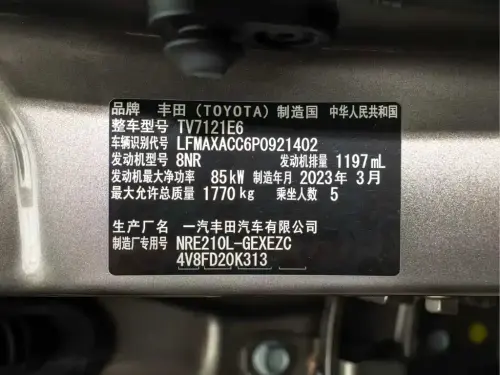 品牌 丰田(TOYOTA) 制造国 中华人民共和国
整车型号 TV7121E6
车辆识别代号 LFMAXACC6P0921402
发动机型号 8NR 发动机排量 1197mL
发动机最大净功率 85kW 制造年月 2023年3月
最大允许总质量 1770kg 乘坐人数 5
生产厂名 一汽丰田汽车有限公司
制造厂专用号 NRE210L-GEXEZC
4V8FD20K313